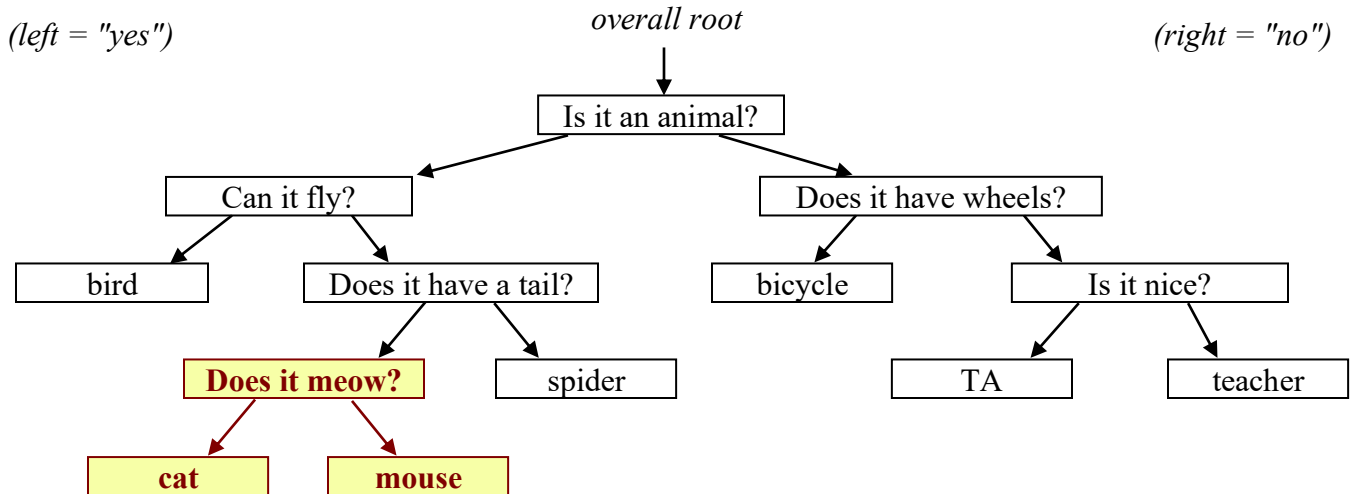 (left = "yes")
overall root
(right = "no")
Is it an animal?
Can it fly?
Does it have wheels?
bird
Does it have a tail?
bicycle
Is it nice?
Does it meow?
spider
TA
teacher
cat
mouse